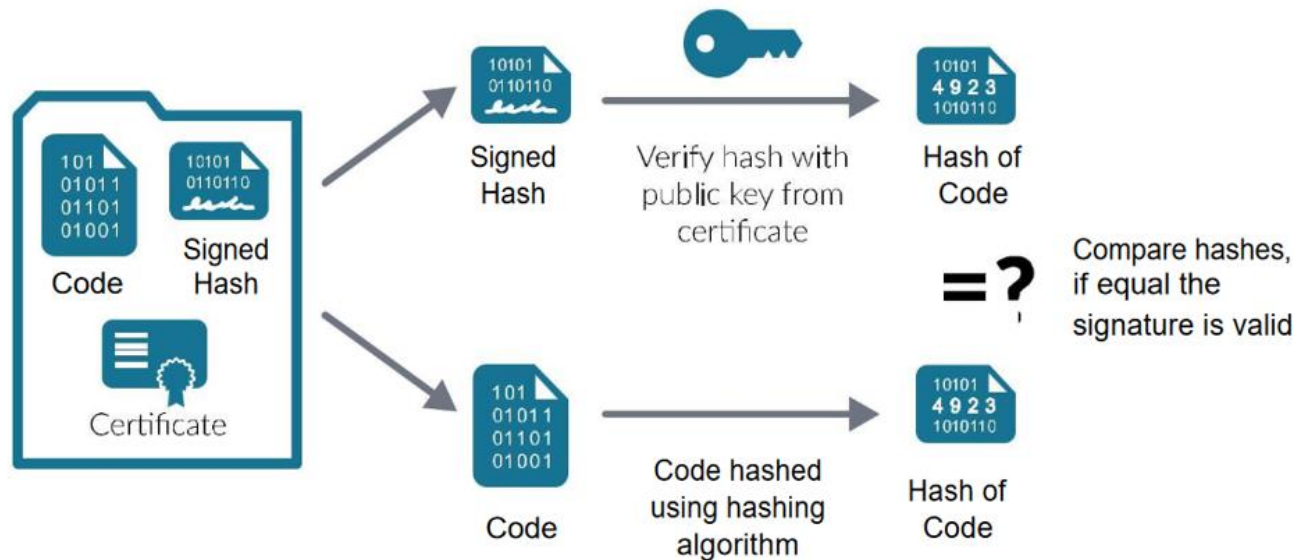 101
01011
01101
01001
Code
10101
0110110
Signed
Hash
Certificate
10101
0110110
Signed
Hash
Verify hash with
public key from
certificate
10101
4923
1010110
Hash of
Code
=?
Compare hashes,
if equal the
signature is valid
101
01011
01101
01001
Code
Code hashed
using hashing
algorithm
10101
4923
1010110
Hash of
Code